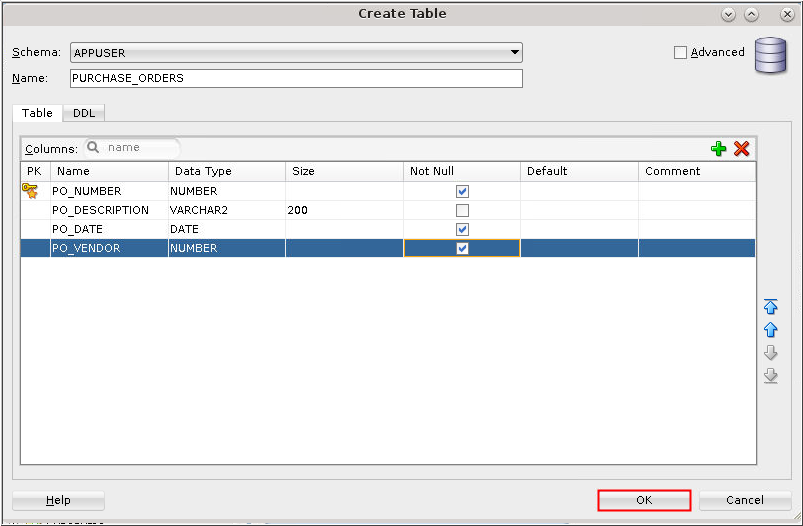 Create Table
Schema: APPUSER Advanced
Name: PURCHASE_ORDERS
Table DDL
Columns: name
PK Name Data Type Size Not Null Default Comment
PO_NUMBER NUMBER
PO_DESCRIPTION VARCHAR2 200
PO_DATE DATE
PO_VENDOR NUMBER
Help OK Cancel